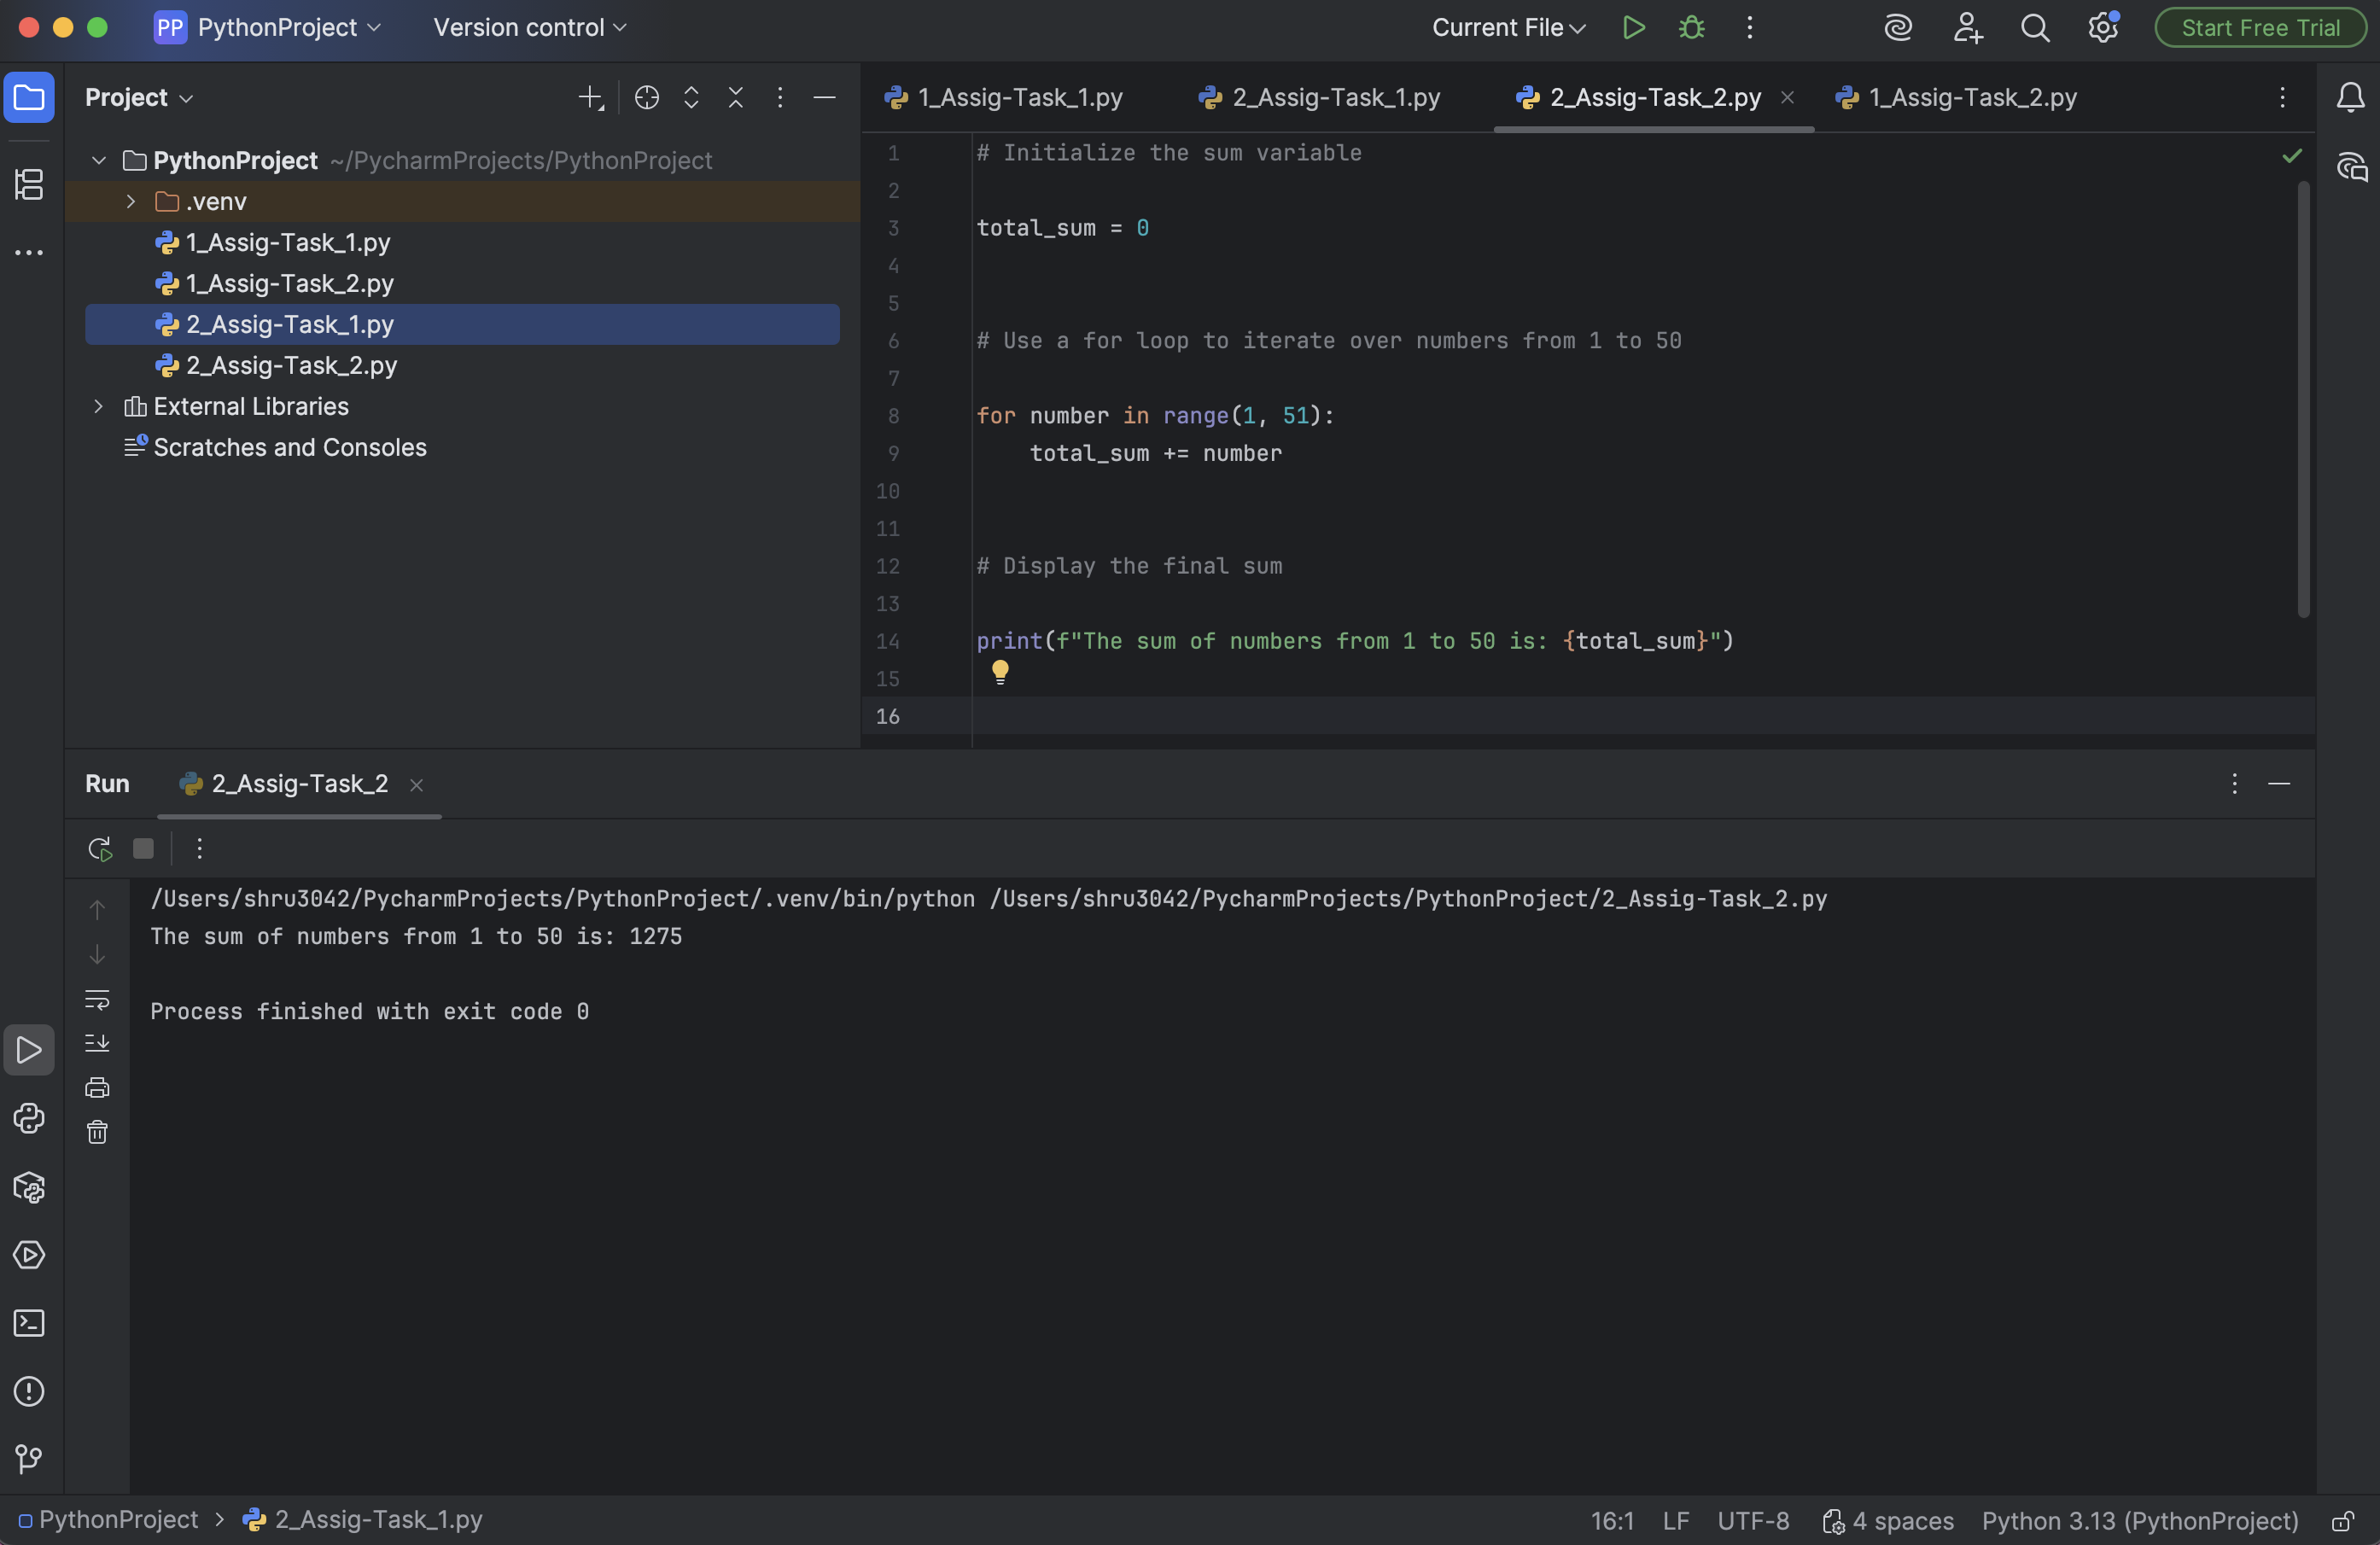 PP PythonProject Version control Current File Start Free Trial
Project
PythonProject ~/PycharmProjects/PythonProject
.venv
1_Assig-Task_1.py
1_Assig-Task_2.py
2_Assig-Task_1.py
2_Assig-Task_2.py
External Libraries
Scratches and Consoles
1_Assig-Task_1.py 2_Assig-Task_1.py 2_Assig-Task_2.py 1_Assig-Task_2.py
1 # Initialize the sum variable
2
3 total_sum = 0
4
5
6 # Use a for loop to iterate over numbers from 1 to 50
7
8 for number in range(1, 51):
9     total_sum += number
10
11
12 # Display the final sum
13
14 print(f"The sum of numbers from 1 to 50 is: {total_sum}")
15
16
Run 2_Assig-Task_2
/Users/shru3042/PycharmProjects/PythonProject/.venv/bin/python /Users/shru3042/PycharmProjects/PythonProject/2_Assig-Task_2.py
The sum of numbers from 1 to 50 is: 1275
Process finished with exit code 0
PythonProject > 2_Assig-Task_1.py 16:1 LF UTF-8 4 spaces Python 3.13 (PythonProject)